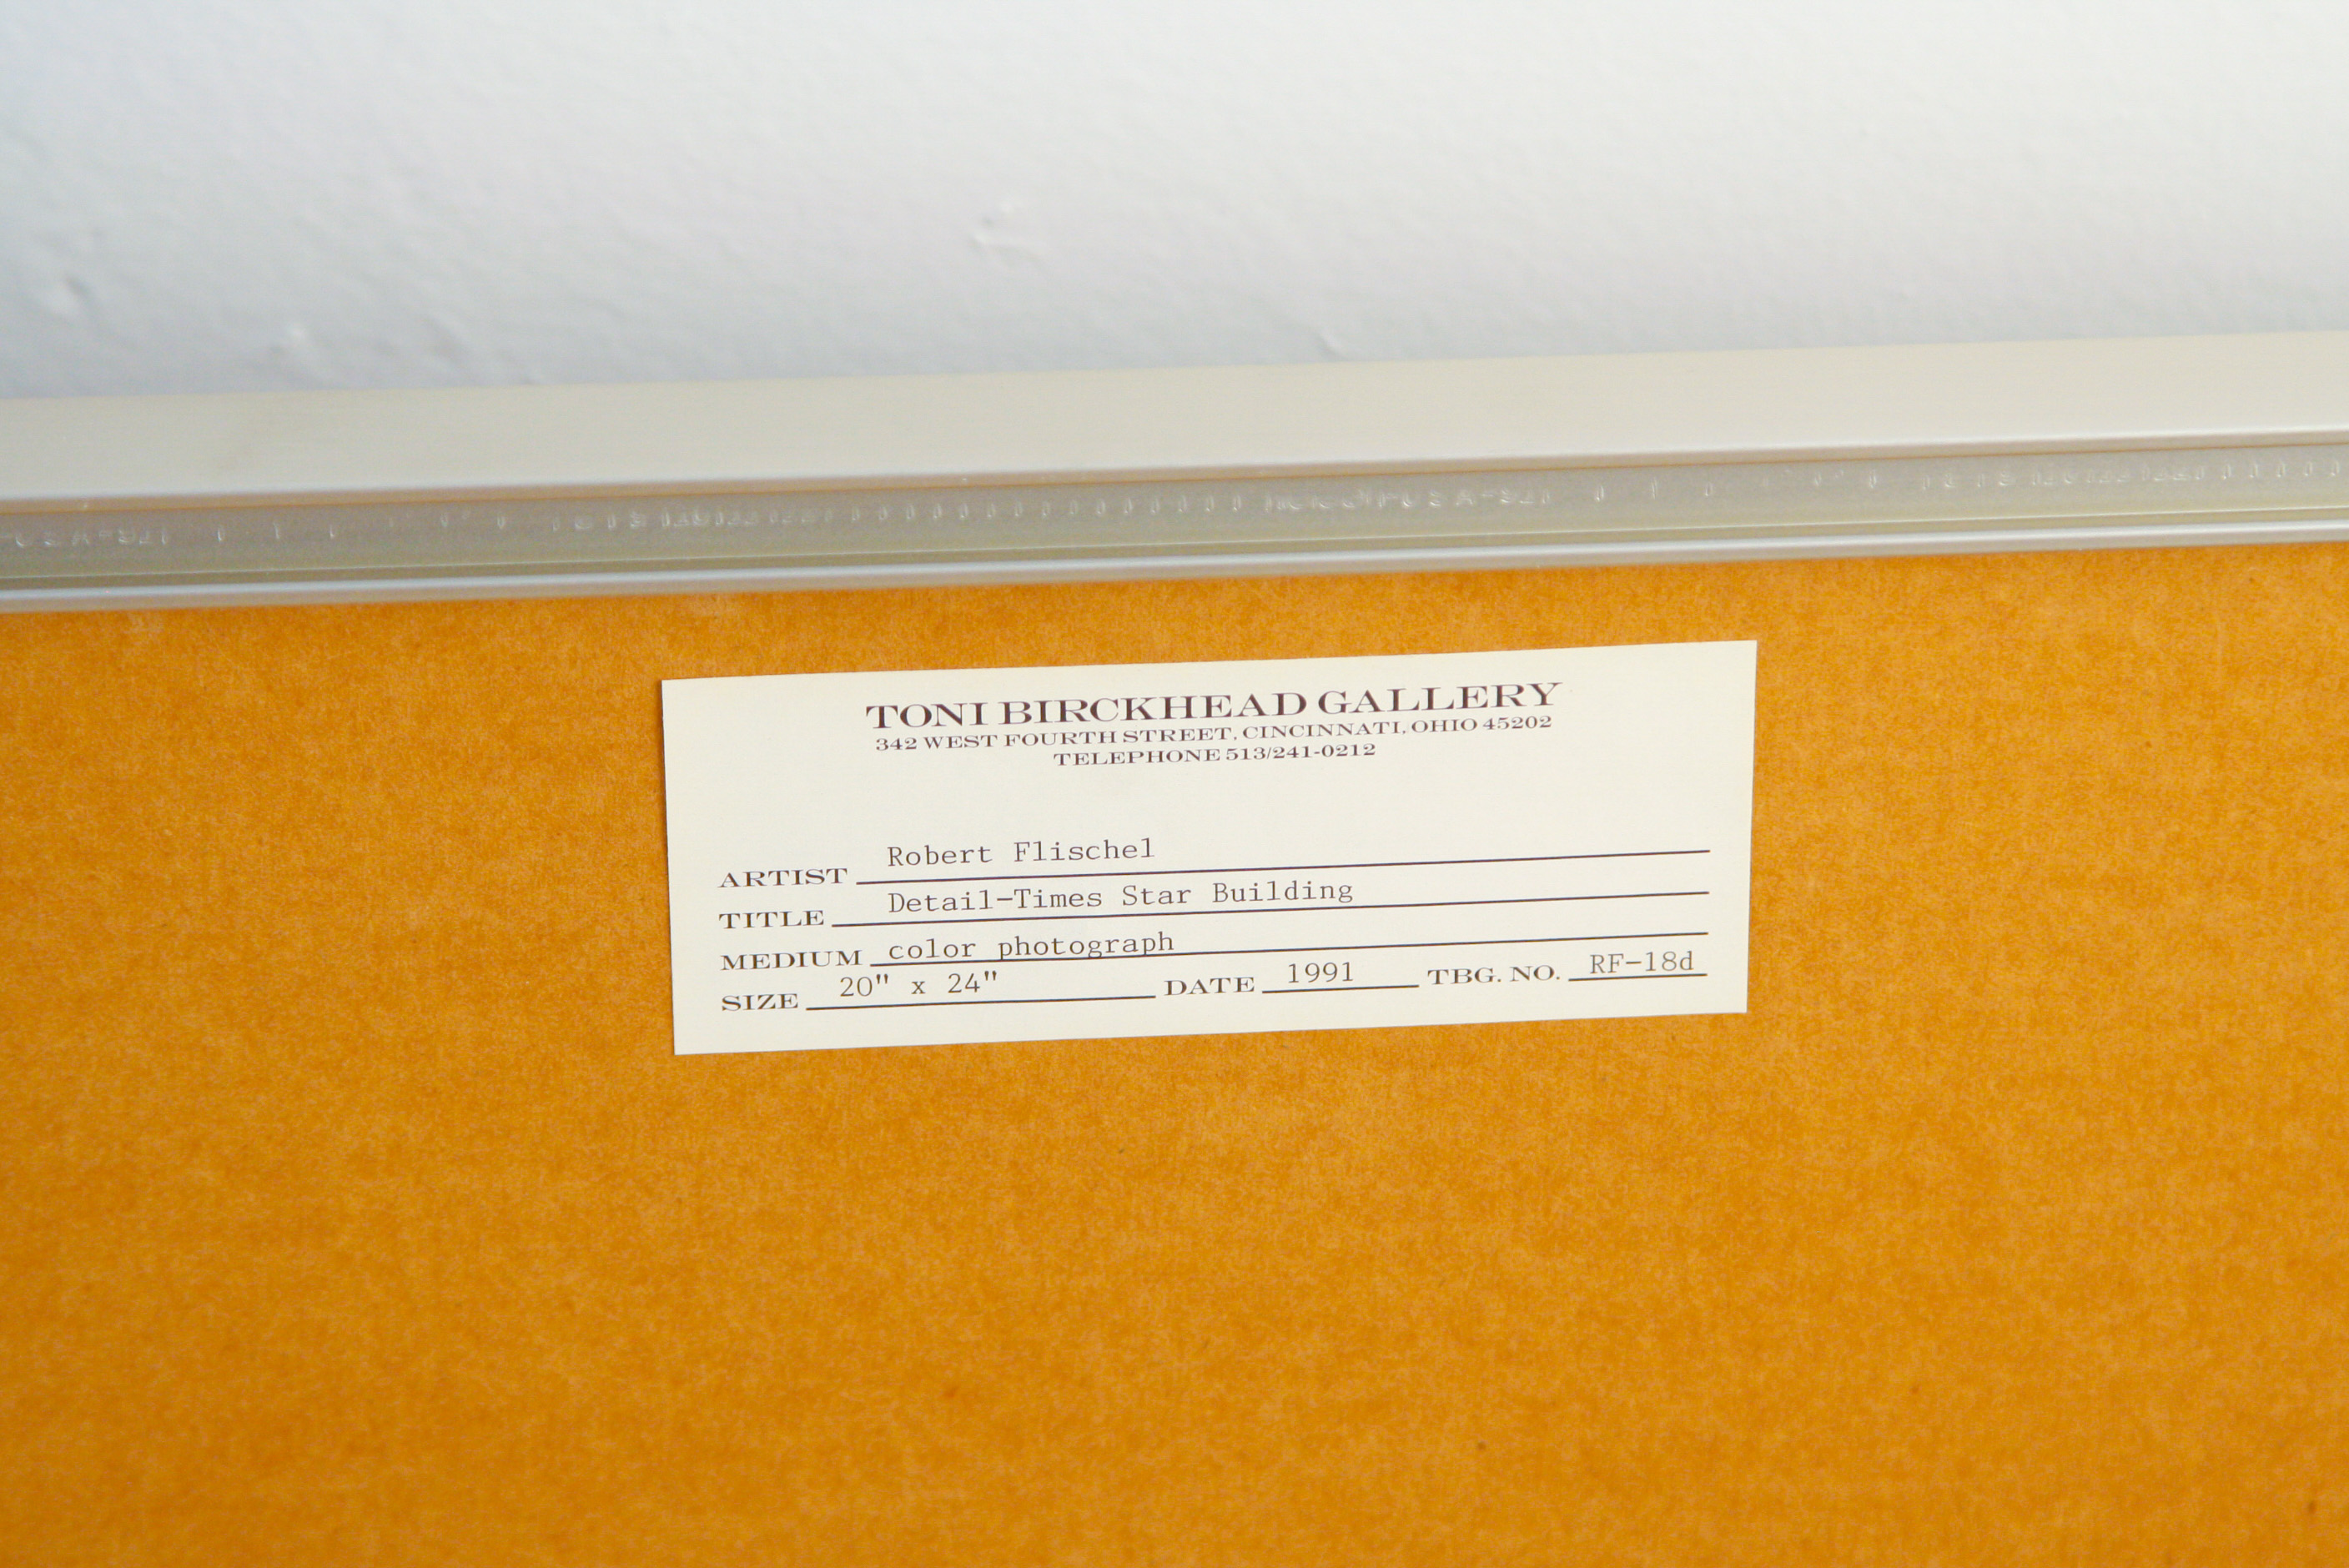 TONI BIRCKHEAD GALLERY
342 WEST FOURTH STREET, CINCINNATI, OHIO 45202
TELEPHONE 513/241-0212
ARTIST Robert Flischel
TITLE Detail-Times Star Building
MEDIUM color photograph
SIZE 20" x 24" DATE 1991 TBG. NO. RF-18d